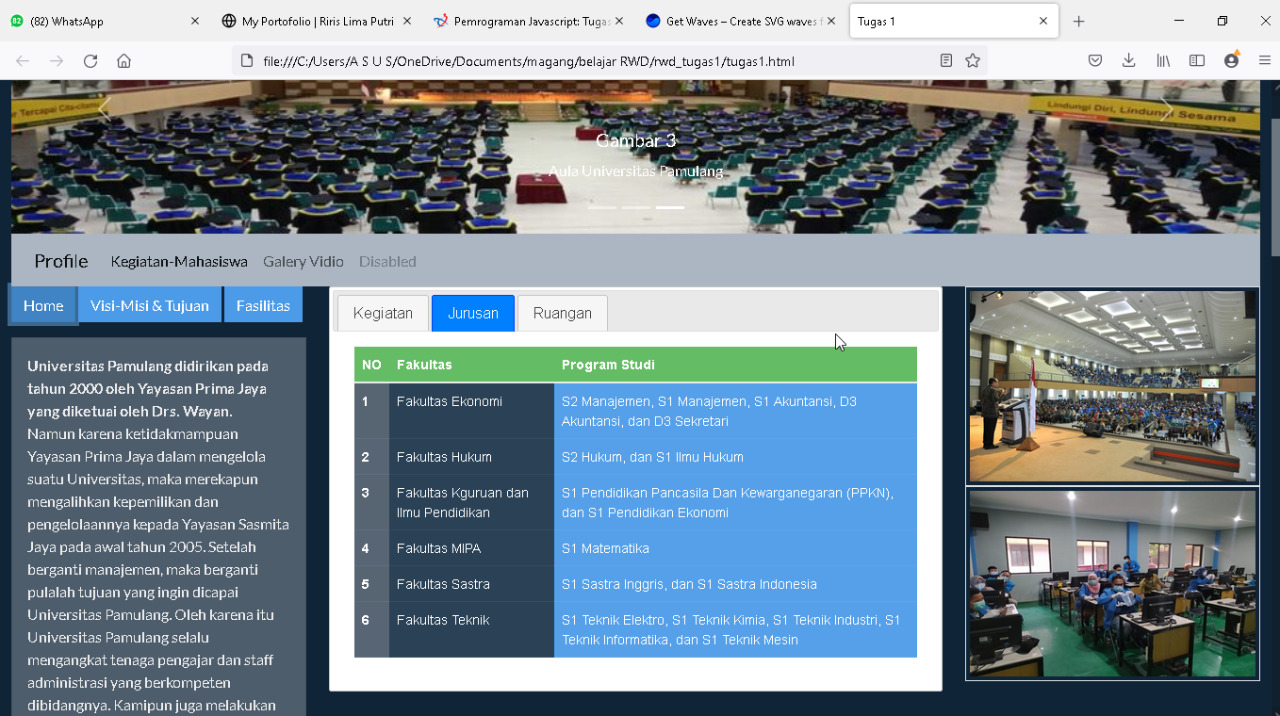 (82) WhatsApp
My Portofolio | Riris Lima Putri
Pemrograman Javascript: Tugas
Get Waves – Create SVG waves f
Tugas 1
file:///C:/Users/A S U S/OneDrive/Documents/magang/belajar RWD/rwd_tugas1/tugas1.html
Tercapai Cita-cita
Lindungi Diri, Lindungi Sesama
Gambar 3
Aula Universitas Pamulang
Profile
Kegiatan-Mahasiswa
Galery Vidio
Disabled
Home
Visi-Misi & Tujuan
Fasilitas
Universitas Pamulang didirikan pada
tahun 2000 oleh Yayasan Prima Jaya
yang diketuai oleh Drs. Wayan.
Namun karena ketidakmampuan
Yayasan Prima Jaya dalam mengelola
suatu Universitas, maka merekapun
mengalihkan kepemilikan dan
pengelolaannya kepada Yayasan Sasmita
Jaya pada awal tahun 2005. Setelah
berganti manajemen, maka berganti
pulalah tujuan yang ingin dicapai
Universitas Pamulang. Oleh karena itu
Universitas Pamulang selalu
mengangkat tenaga pengajar dan staff
administrasi yang berkompeten
dibidangnya. Kamipun juga melakukan
Kegiatan
Jurusan
Ruangan
NO Fakultas Program Studi
1 Fakultas Ekonomi S2 Manajemen, S1 Manajemen, S1 Akuntansi, D3
Akuntansi, dan D3 Sekretari
2 Fakultas Hukum S2 Hukum, dan S1 Ilmu Hukum
3 Fakultas Kguruan dan S1 Pendidikan Pancasila Dan Kewarganegaran (PPKN),
Ilmu Pendidikan dan S1 Pendidikan Ekonomi
4 Fakultas MIPA S1 Matematika
5 Fakultas Sastra S1 Sastra Inggris, dan S1 Sastra Indonesia
6 Fakultas Teknik S1 Teknik Elektro, S1 Teknik Kimia, S1 Teknik Industri, S1
Teknik Informatika, dan S1 Teknik Mesin